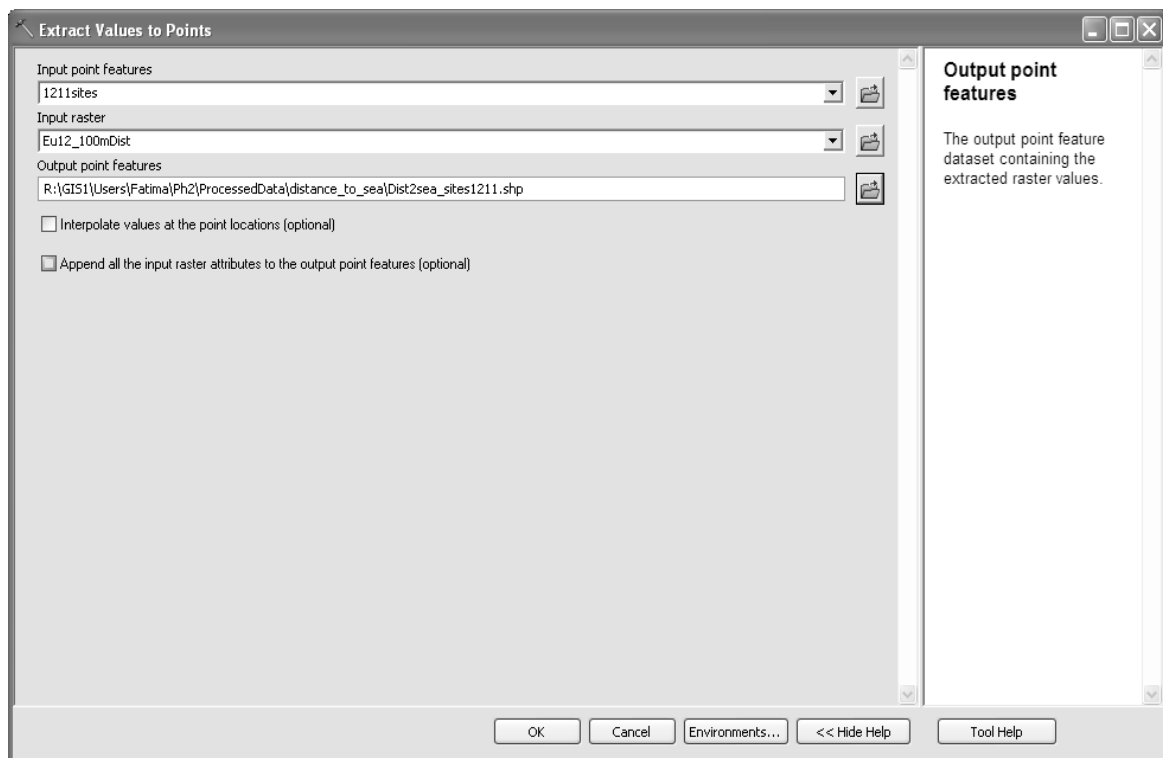 Extract Values to Points
Input point features
1211sites
Input raster
Eu12_100mDist
Output point features
R:\GIS1\Users\Fatima\Ph2\ProcessedData\distance_to_sea\Dist2sea_sites1211.shp
Interpolate values at the point locations (optional)
Append all the input raster attributes to the output point features (optional)
Output point
features
The output point feature
dataset containing the
extracted raster values.
OK
Cancel
Environments...
<< Hide Help
Tool Help